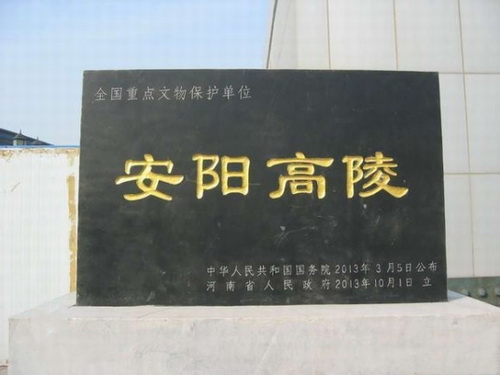 全国重点文物保护单位
安阳高陵
中华人民共和国国务院2013年3月5日公布
河南省人民政府2013年10月1日立